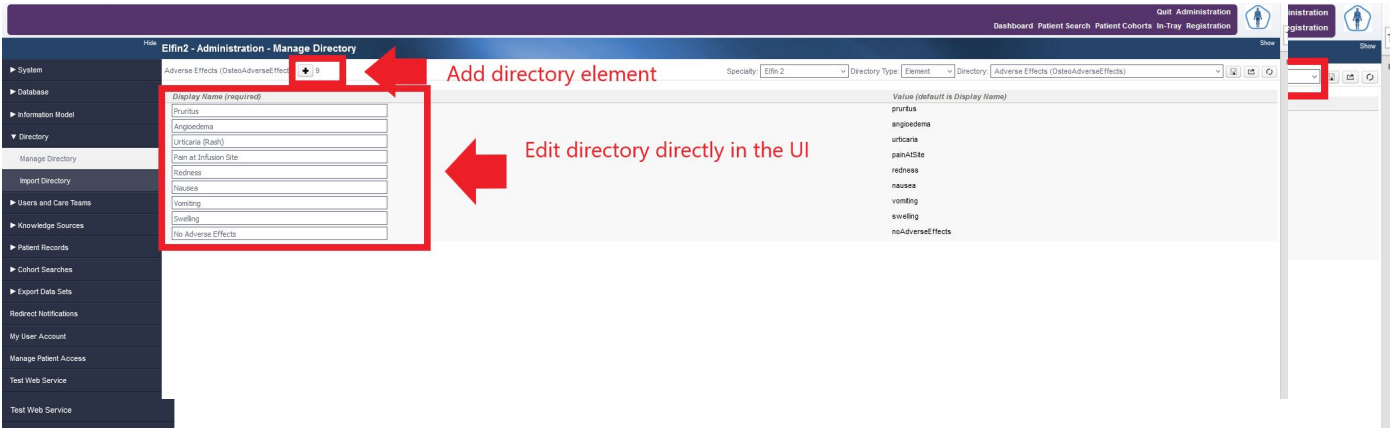 Quit Administration
Dashboard Patient Search Patient Cohorts In-Tray Registration
inistration
egistration
Hide
Elfin2 - Administration - Manage Directory
Show
Show
Adverse Effects (OsteoAdverseEffect
9
Add directory element
Specialty: Elfin 2
Directory Type: Element
Directory: Adverse Effects (OsteoAdverseEffects)
Display Name (required)
Value (default is Display Name)
Pruritus
pruritus
Angioedema
angioedema
Urticaria (Rash)
urticaria
Pain at Infusion Site
painAtSite
Redness
redness
Nausea
nausea
Vomiting
vomiting
Swelling
swelling
No Adverse Effects
noAdverseEffects
Edit directory directly in the UI
▶ System
▶ Database
▶ Information Model
▼ Directory
Manage Directory
Import Directory
▶ Users and Care Teams
▶ Knowledge Sources
▶ Patient Records
▶ Cohort Searches
▶ Export Data Sets
Redirect Notifications
My User Account
Manage Patient Access
Test Web Service
Test Web Service